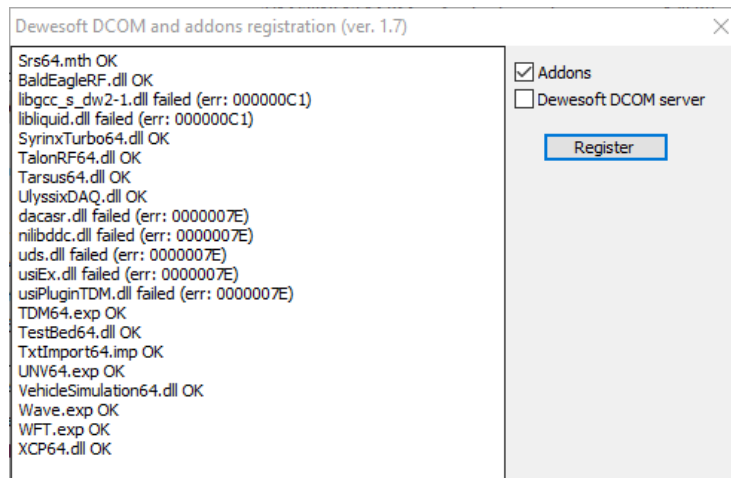 Dewesoft DCOM and addons registration (ver. 1.7)
Srs64.mth OK
BaldEagleRF.dll OK
libgcc_s_dw2-1.dll failed (err: 000000C1)
libliquid.dll failed (err: 000000C1)
SyrinxTurbo64.dll OK
TalonRF64.dll OK
Tarsus64.dll OK
UlyssixDAQ.dll OK
dacasr.dll failed (err: 0000007E)
nilibddc.dll failed (err: 0000007E)
uds.dll failed (err: 0000007E)
usiEx.dll failed (err: 0000007E)
usiPluginTDM.dll failed (err: 0000007E)
TDM64.exp OK
TestBed64.dll OK
TxtImport64.imp OK
UNV64.exp OK
VehicleSimulation64.dll OK
Wave.exp OK
WFT.exp OK
XCP64.dll OK
Addons
Dewesoft DCOM server
Register